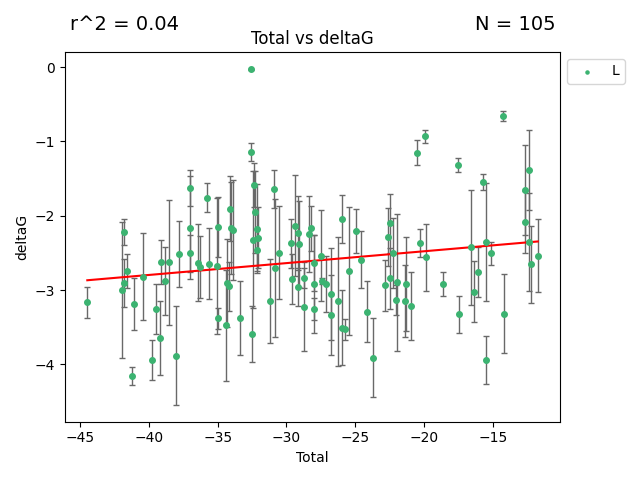 r^2 = 0.04
N = 105
Total vs deltaG
L
deltaG
0
−1
−2
−3
−4
−45 −40 −35 −30 −25 −20 −15
Total